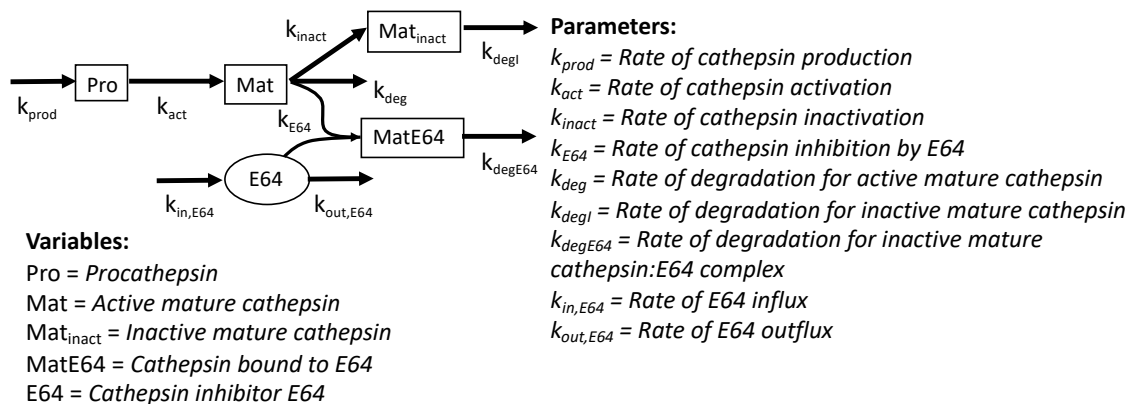 k_inact
Mat_inact
k_degI
Pro
Mat
k_prod
k_act
k_deg
k_E64
MatE64
k_degE64
E64
k_in,E64
k_out,E64
Variables:
Pro = Procathepsin
Mat = Active mature cathepsin
Mat_inact = Inactive mature cathepsin
MatE64 = Cathepsin bound to E64
E64 = Cathepsin inhibitor E64
Parameters:
k_prod = Rate of cathepsin production
k_act = Rate of cathepsin activation
k_inact = Rate of cathepsin inactivation
k_E64 = Rate of cathepsin inhibition by E64
k_deg = Rate of degradation for active mature cathepsin
k_degI = Rate of degradation for inactive mature cathepsin
k_degE64 = Rate of degradation for inactive mature
cathepsin:E64 complex
k_in,E64 = Rate of E64 influx
k_out,E64 = Rate of E64 outflux